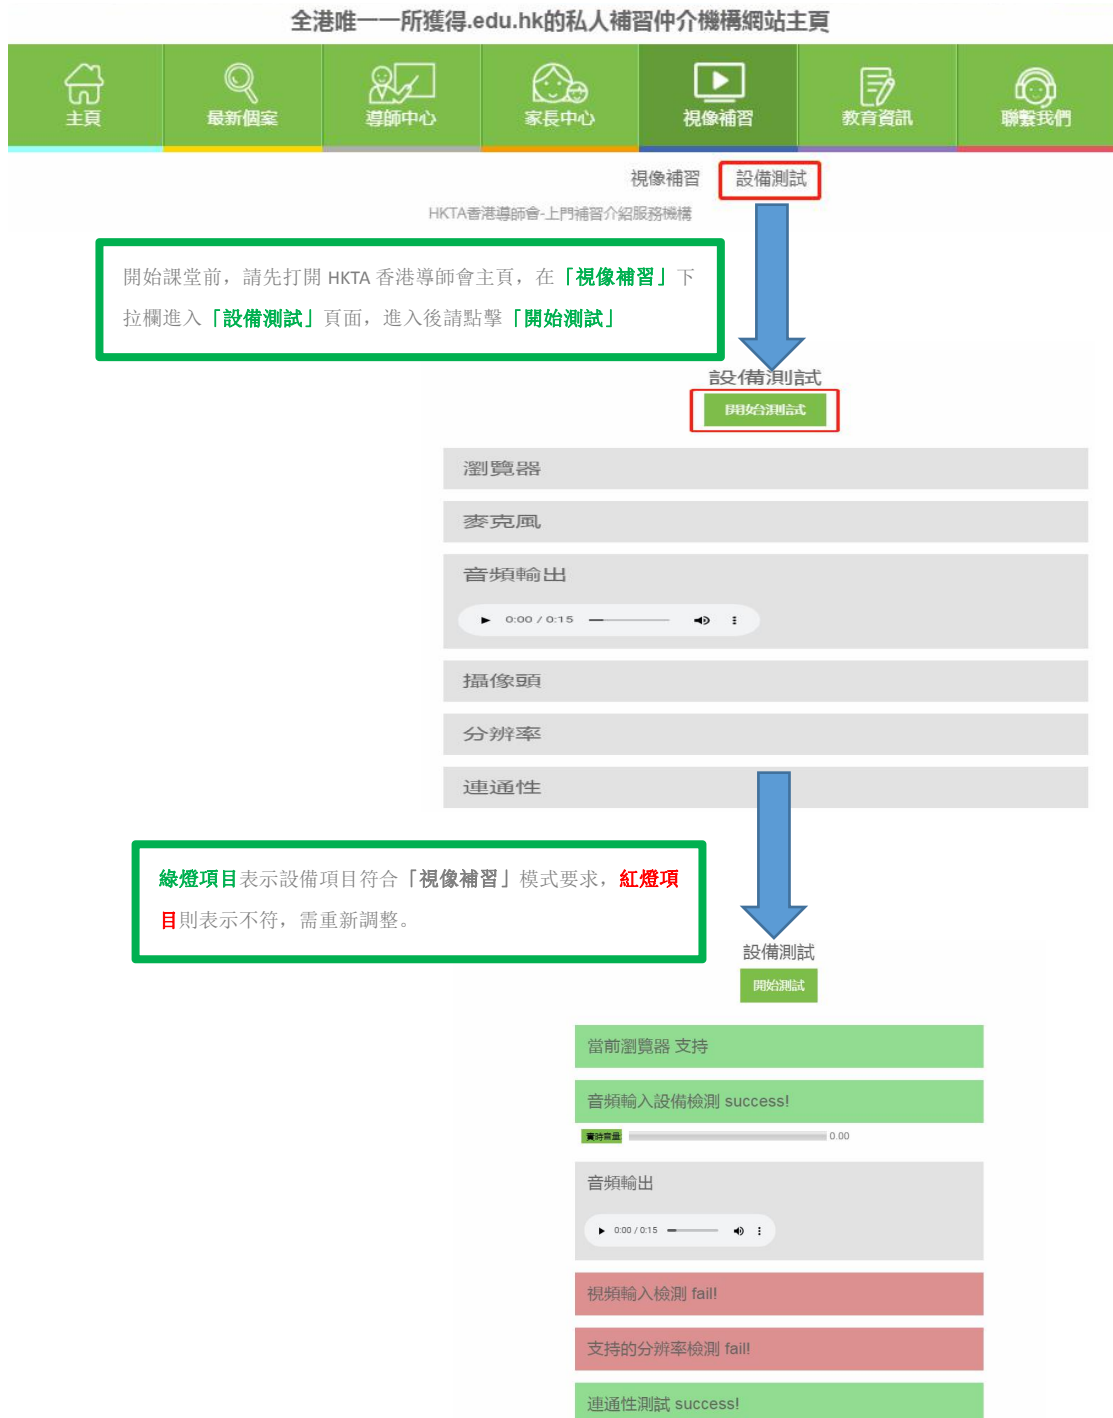 全港唯一一所獲得.edu.hk的私人補習仲介機構網站主頁
主頁 最新個案 導師中心 家長中心 視像補習 教育資訊 聯繫我們
視像補習 設備測試
HKTA香港導師會-上門補習介紹服務機構
開始課堂前，請先打開 HKTA 香港導師會主頁，在「視像補習」下
拉欄進入「設備測試」頁面，進入後請點擊「開始測試」
設備測試
開始測試
瀏覽器
麥克風
音頻輸出
0:00 / 0:15
攝像頭
分辨率
連通性
綠燈項目表示設備項目符合「視像補習」模式要求，紅燈項
目則表示不符，需重新調整。
設備測試
開始測試
當前瀏覽器 支持
音頻輸入設備檢測 success!
實時音量 0.00
音頻輸出
0:00 / 0:15
視頻輸入檢測 fail!
支持的分辨率檢測 fail!
連通性測試 success!